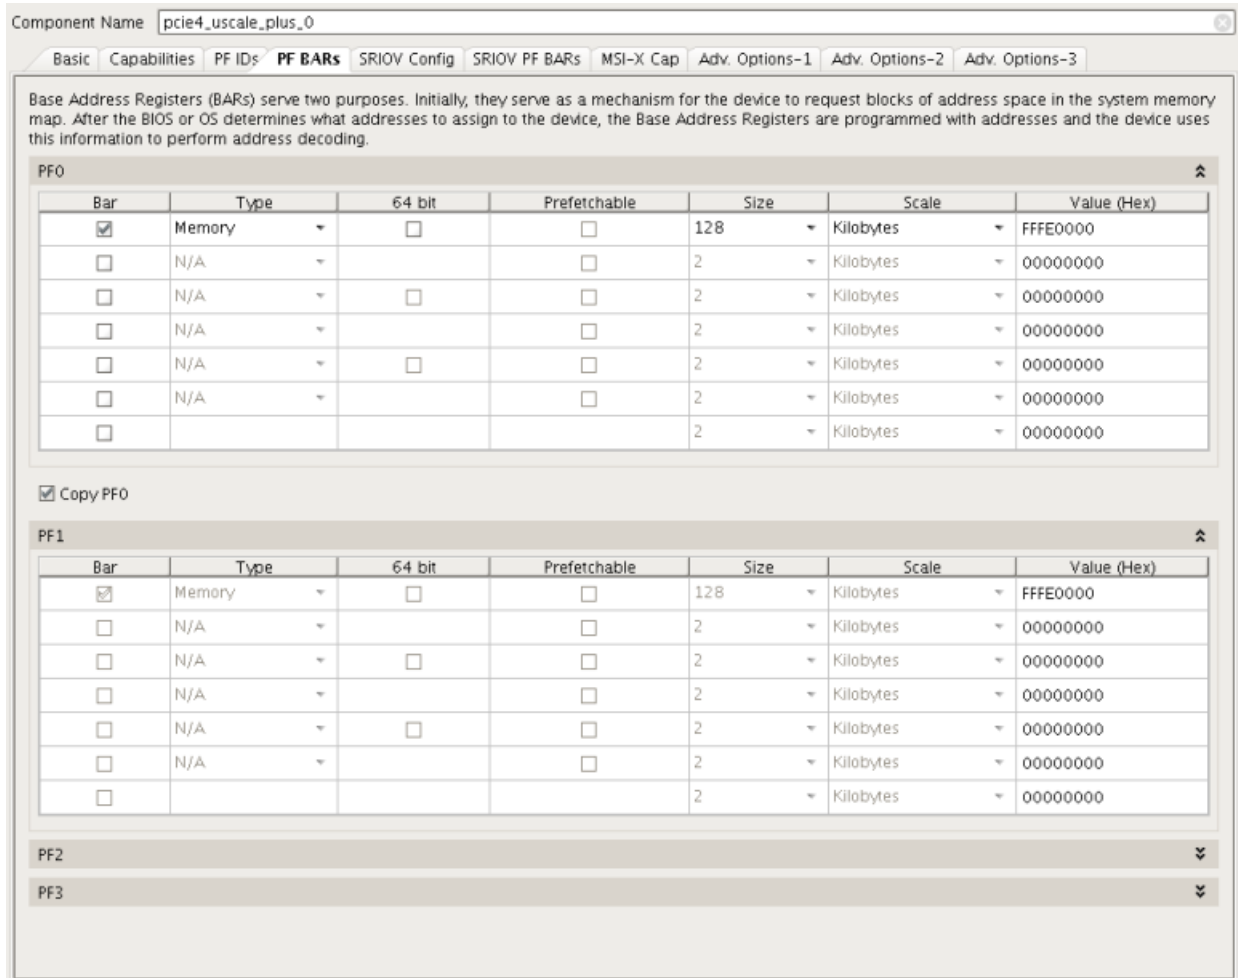 Component Name pcie4_uscale_plus_0
Basic Capabilities PF IDs PF BARs SRIOV Config SRIOV PF BARs MSI-X Cap Adv. Options-1 Adv. Options-2 Adv. Options-3
Base Address Registers (BARs) serve two purposes. Initially, they serve as a mechanism for the device to request blocks of address space in the system memory
map. After the BIOS or OS determines what addresses to assign to the device, the Base Address Registers are programmed with addresses and the device uses
this information to perform address decoding.
PF0
Bar Type 64 bit Prefetchable Size Scale Value (Hex)
Memory 128 Kilobytes FFFE0000
N/A 2 Kilobytes 00000000
N/A 2 Kilobytes 00000000
N/A 2 Kilobytes 00000000
N/A 2 Kilobytes 00000000
N/A 2 Kilobytes 00000000
2 Kilobytes 00000000
Copy PF0
PF1
Bar Type 64 bit Prefetchable Size Scale Value (Hex)
Memory 128 Kilobytes FFFE0000
N/A 2 Kilobytes 00000000
N/A 2 Kilobytes 00000000
N/A 2 Kilobytes 00000000
N/A 2 Kilobytes 00000000
N/A 2 Kilobytes 00000000
2 Kilobytes 00000000
PF2
PF3